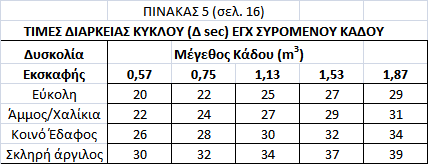 ΠΙΝΑΚΑΣ 5 (σελ. 16)
ΤΙΜΕΣ ΔΙΑΡΚΕΙΑΣ ΚΥΚΛΟΥ (Δ sec) ΕΓΧ ΣΥΡΟΜΕΝΟΥ ΚΑΔΟΥ
Δυσκολία Μέγεθος Κάδου (m³)
Εκσκαφής 0,57 0,75 1,13 1,53 1,87
Εύκολη 20 22 25 27 29
Άμμος/Χαλίκια 22 24 27 29 31
Κοινό Έδαφος 26 28 30 32 34
Σκληρή άργιλος 30 32 34 37 39